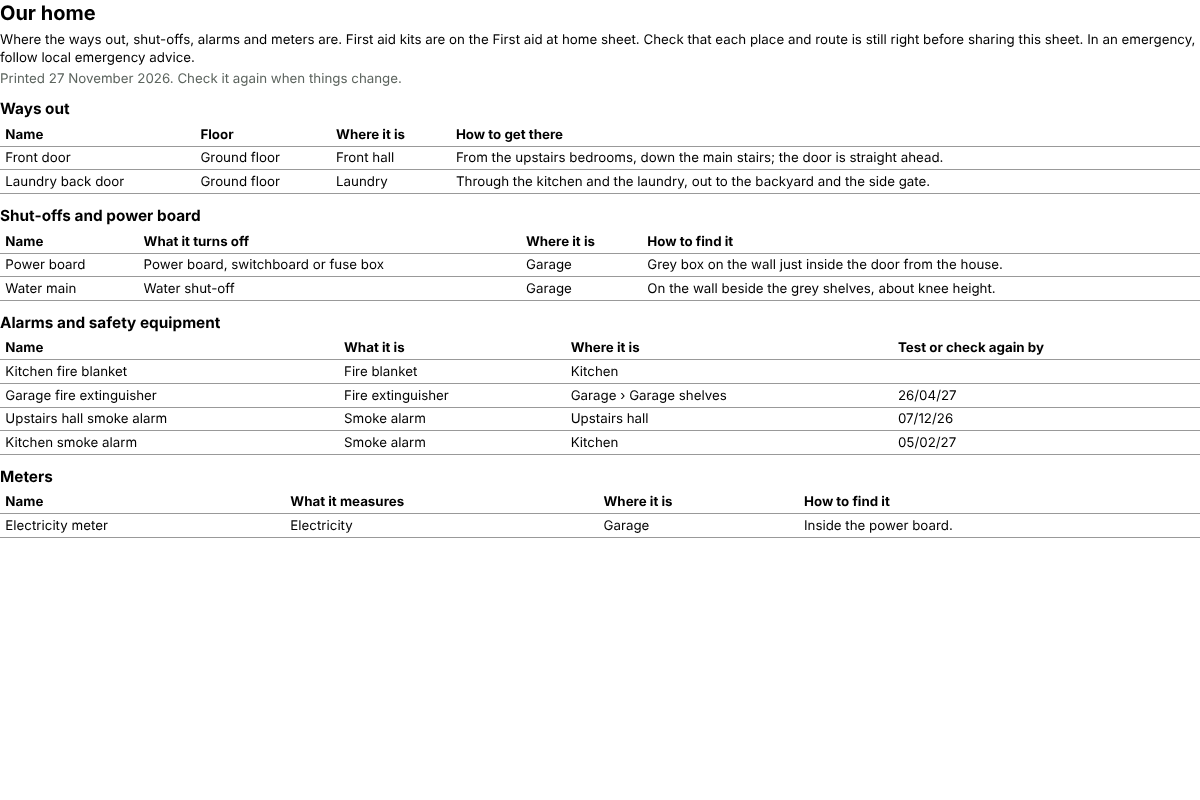 Our home
Where the ways out, shut-offs, alarms and meters are. First aid kits are on the First aid at home sheet. Check that each place and route is still right before sharing this sheet. In an emergency,
follow local emergency advice.
Printed 27 November 2026. Check it again when things change.
Ways out
Name Floor Where it is How to get there
Front door Ground floor Front hall From the upstairs bedrooms, down the main stairs; the door is straight ahead.
Laundry back door Ground floor Laundry Through the kitchen and the laundry, out to the backyard and the side gate.
Shut-offs and power board
Name What it turns off Where it is How to find it
Power board Power board, switchboard or fuse box Garage Grey box on the wall just inside the door from the house.
Water main Water shut-off Garage On the wall beside the grey shelves, about knee height.
Alarms and safety equipment
Name What it is Where it is Test or check again by
Kitchen fire blanket Fire blanket Kitchen
Garage fire extinguisher Fire extinguisher Garage › Garage shelves 26/04/27
Upstairs hall smoke alarm Smoke alarm Upstairs hall 07/12/26
Kitchen smoke alarm Smoke alarm Kitchen 05/02/27
Meters
Name What it measures Where it is How to find it
Electricity meter Electricity Garage Inside the power board.